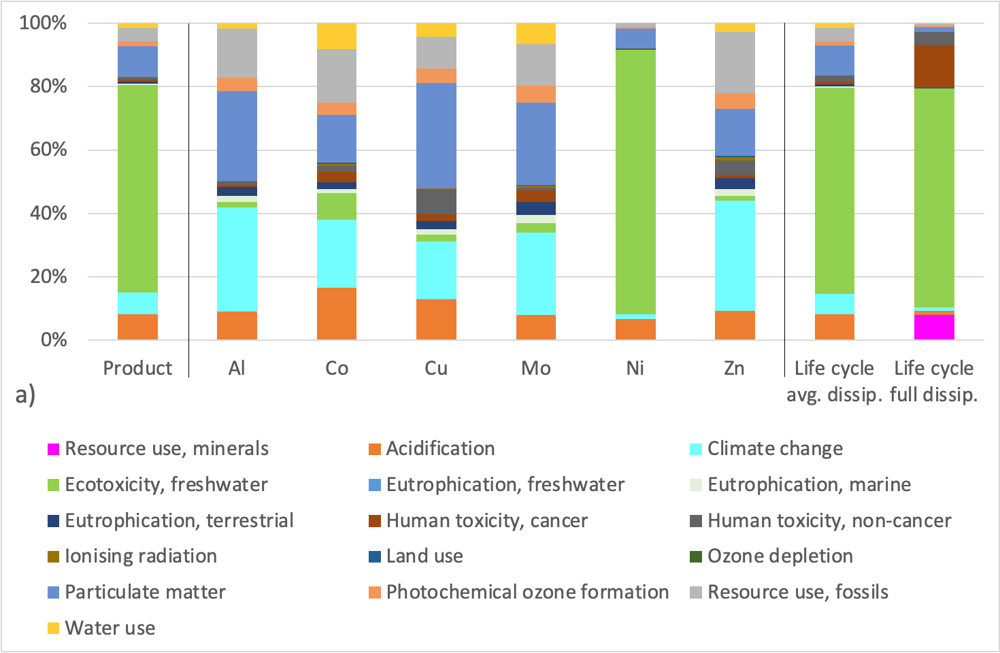 100%
80%
60%
40%
20%
0%
Product Al Co Cu Mo Ni Zn Life cycle Life cycle
avg. dissip. full dissip.
a)
Resource use, minerals Acidification Climate change
Ecotoxicity, freshwater Eutrophication, freshwater Eutrophication, marine
Eutrophication, terrestrial Human toxicity, cancer Human toxicity, non-cancer
Ionising radiation Land use Ozone depletion
Particulate matter Photochemical ozone formation Resource use, fossils
Water use